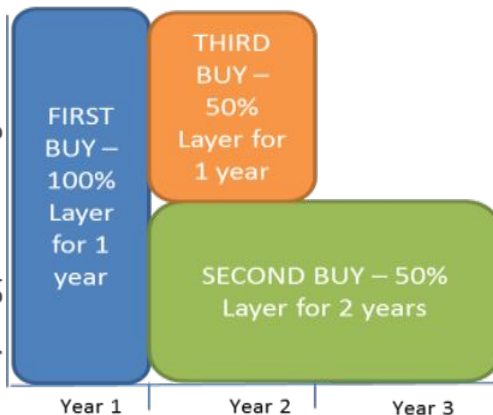 FIRST
BUY –
100%
Layer
for 1
year
THIRD
BUY –
50%
Layer for
1 year
SECOND BUY – 50%
Layer for 2 years
Year 1
Year 2
Year 3